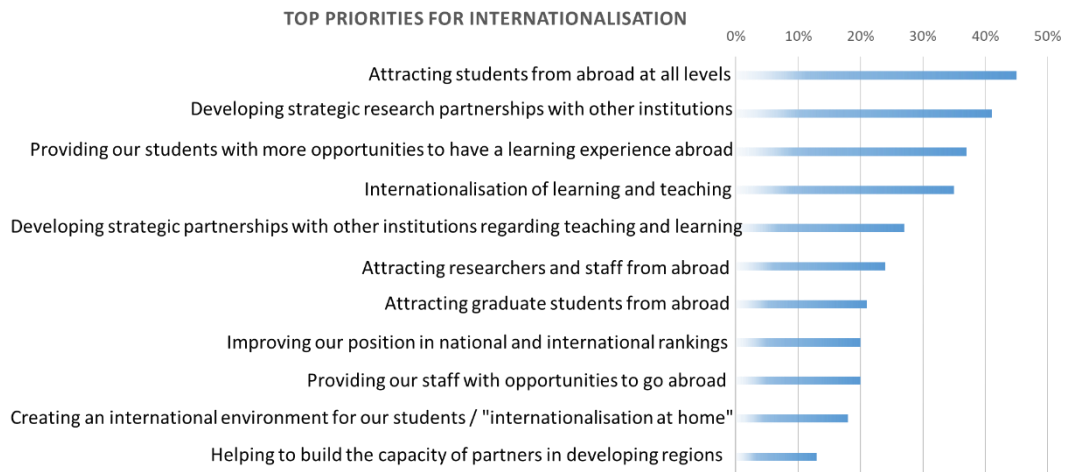 TOP PRIORITIES FOR INTERNATIONALISATION
0% 10% 20% 30% 40% 50%
Attracting students from abroad at all levels
Developing strategic research partnerships with other institutions
Providing our students with more opportunities to have a learning experience abroad
Internationalisation of learning and teaching
Developing strategic partnerships with other institutions regarding teaching and learning
Attracting researchers and staff from abroad
Attracting graduate students from abroad
Improving our position in national and international rankings
Providing our staff with opportunities to go abroad
Creating an international environment for our students / "internationalisation at home"
Helping to build the capacity of partners in developing regions